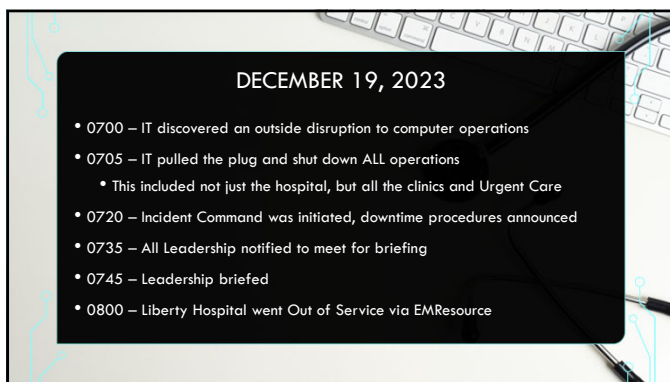 DECEMBER 19, 2023
• 0700 – IT discovered an outside disruption to computer operations
• 0705 – IT pulled the plug and shut down ALL operations
• This included not just the hospital, but all the clinics and Urgent Care
• 0720 – Incident Command was initiated, downtime procedures announced
• 0735 – All Leadership notified to meet for briefing
• 0745 – Leadership briefed
• 0800 – Liberty Hospital went Out of Service via EMResource